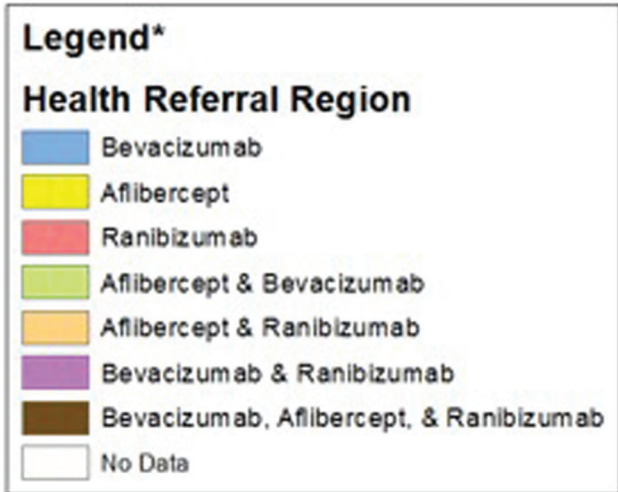 Legend*
Health Referral Region
Bevacizumab
Aflibercept
Ranibizumab
Aflibercept & Bevacizumab
Aflibercept & Ranibizumab
Bevacizumab & Ranibizumab
Bevacizumab, Aflibercept, & Ranibizumab
No Data